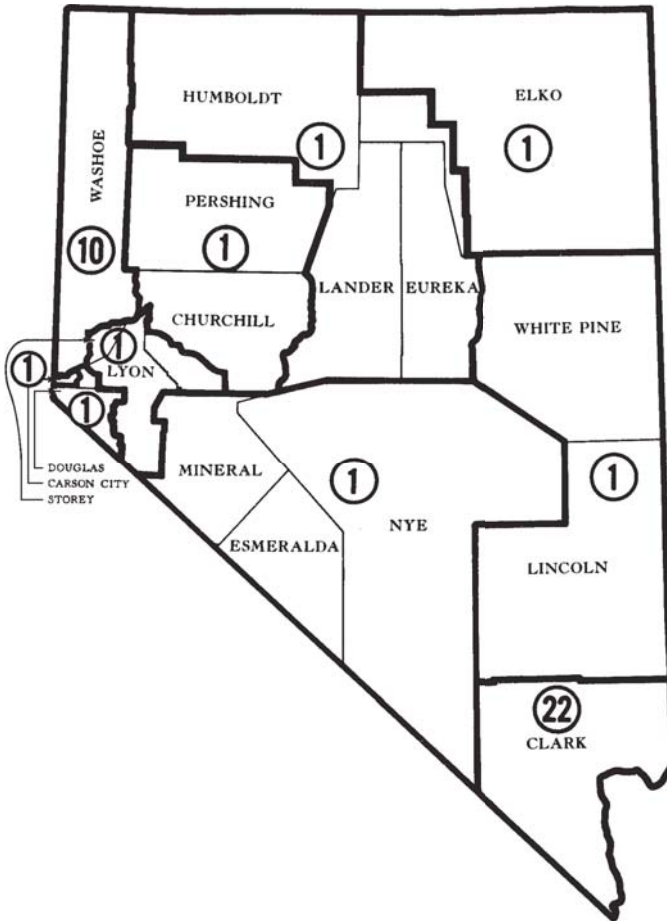 HUMBOLDT
ELKO
1
1
WASHOE
PERSHING
10
1
LANDER
EUREKA
CHURCHILL
WHITE PINE
1
LYON
1
1
DOUGLAS
CARSON CITY
STOREY
MINERAL
1
1
NYE
ESMERALDA
LINCOLN
22
CLARK